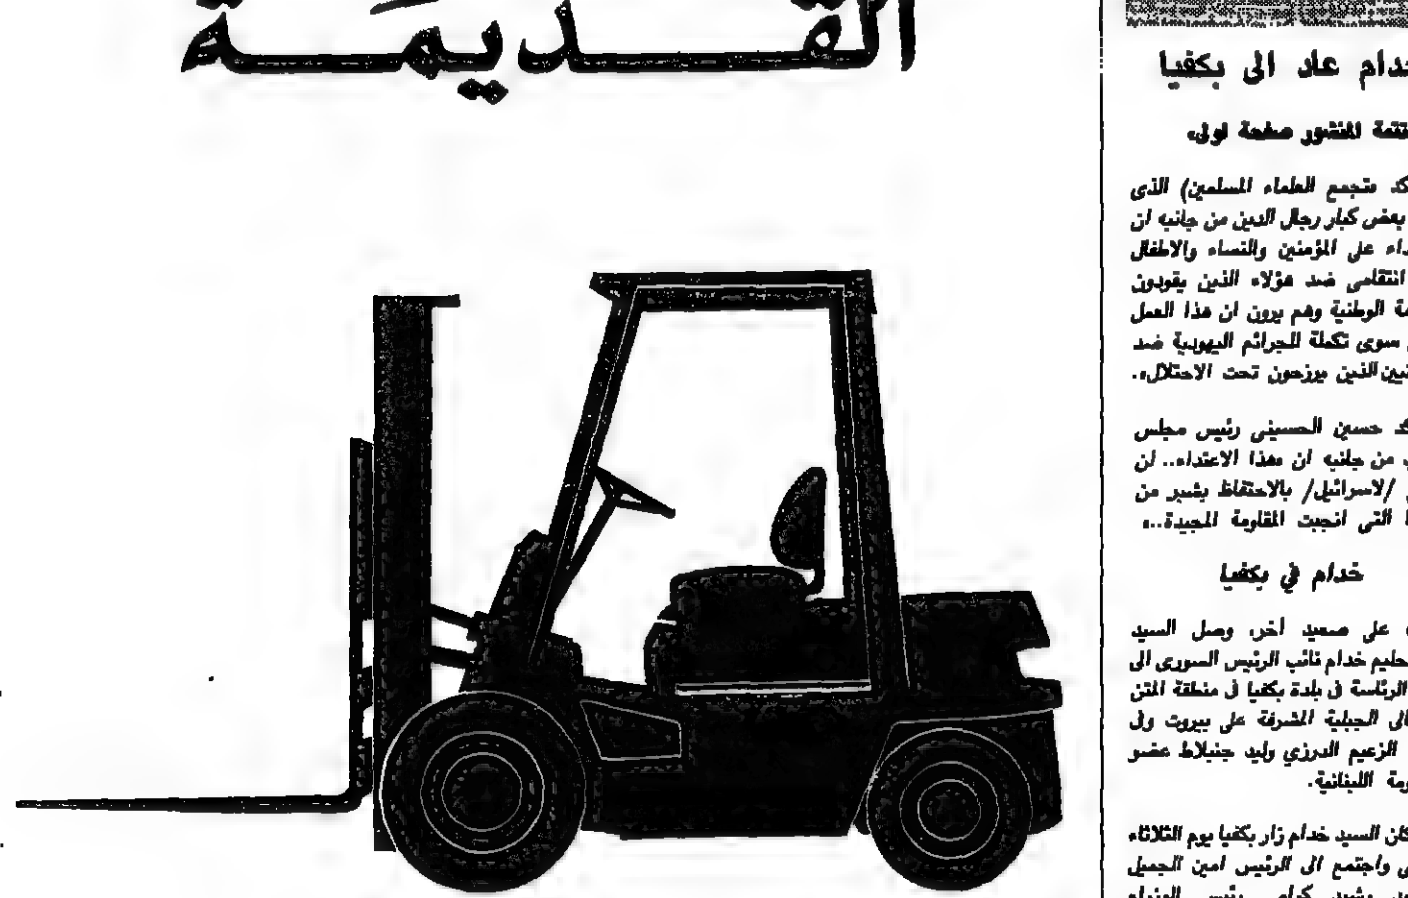 القديمة
خدام عاد الى بكفيا
تتمة المنشور صفحة اولى
متجمع العلماء المسلمين) الذى
بعض كبار رجال الدين من جانبه ان
على المؤمنين والنساء والاطفال
انتقامى ضد هؤلاء الذين يقودون
الوطنية وهم يرون ان هذا العمل
سوى تكملة للجرائم اليهودية ضد
الذين يرزحون تحت الاحتلال».
حسين الحسينى رئيس مجلس
من جانبه ان هذا الاعتداء.. لن
/لاسرائيل/ بالاحتفاظ بشبر من
التى انجبت المقاومة المجيدة..»
خدام في بكفيا
على صعيد آخر، وصل السيد
خدام نائب الرئيس السورى الى
الرئاسة في بلدة بكفيا في منطقة المتن
الجبلية المشرفة على بيروت وفي
الزعيم الدرزي وليد جنبلاط عضو
اللبنانية.
كان السيد خدام زار بكفيا يوم الثلاثاء
واجتمع الى الرئيس امين الجميل